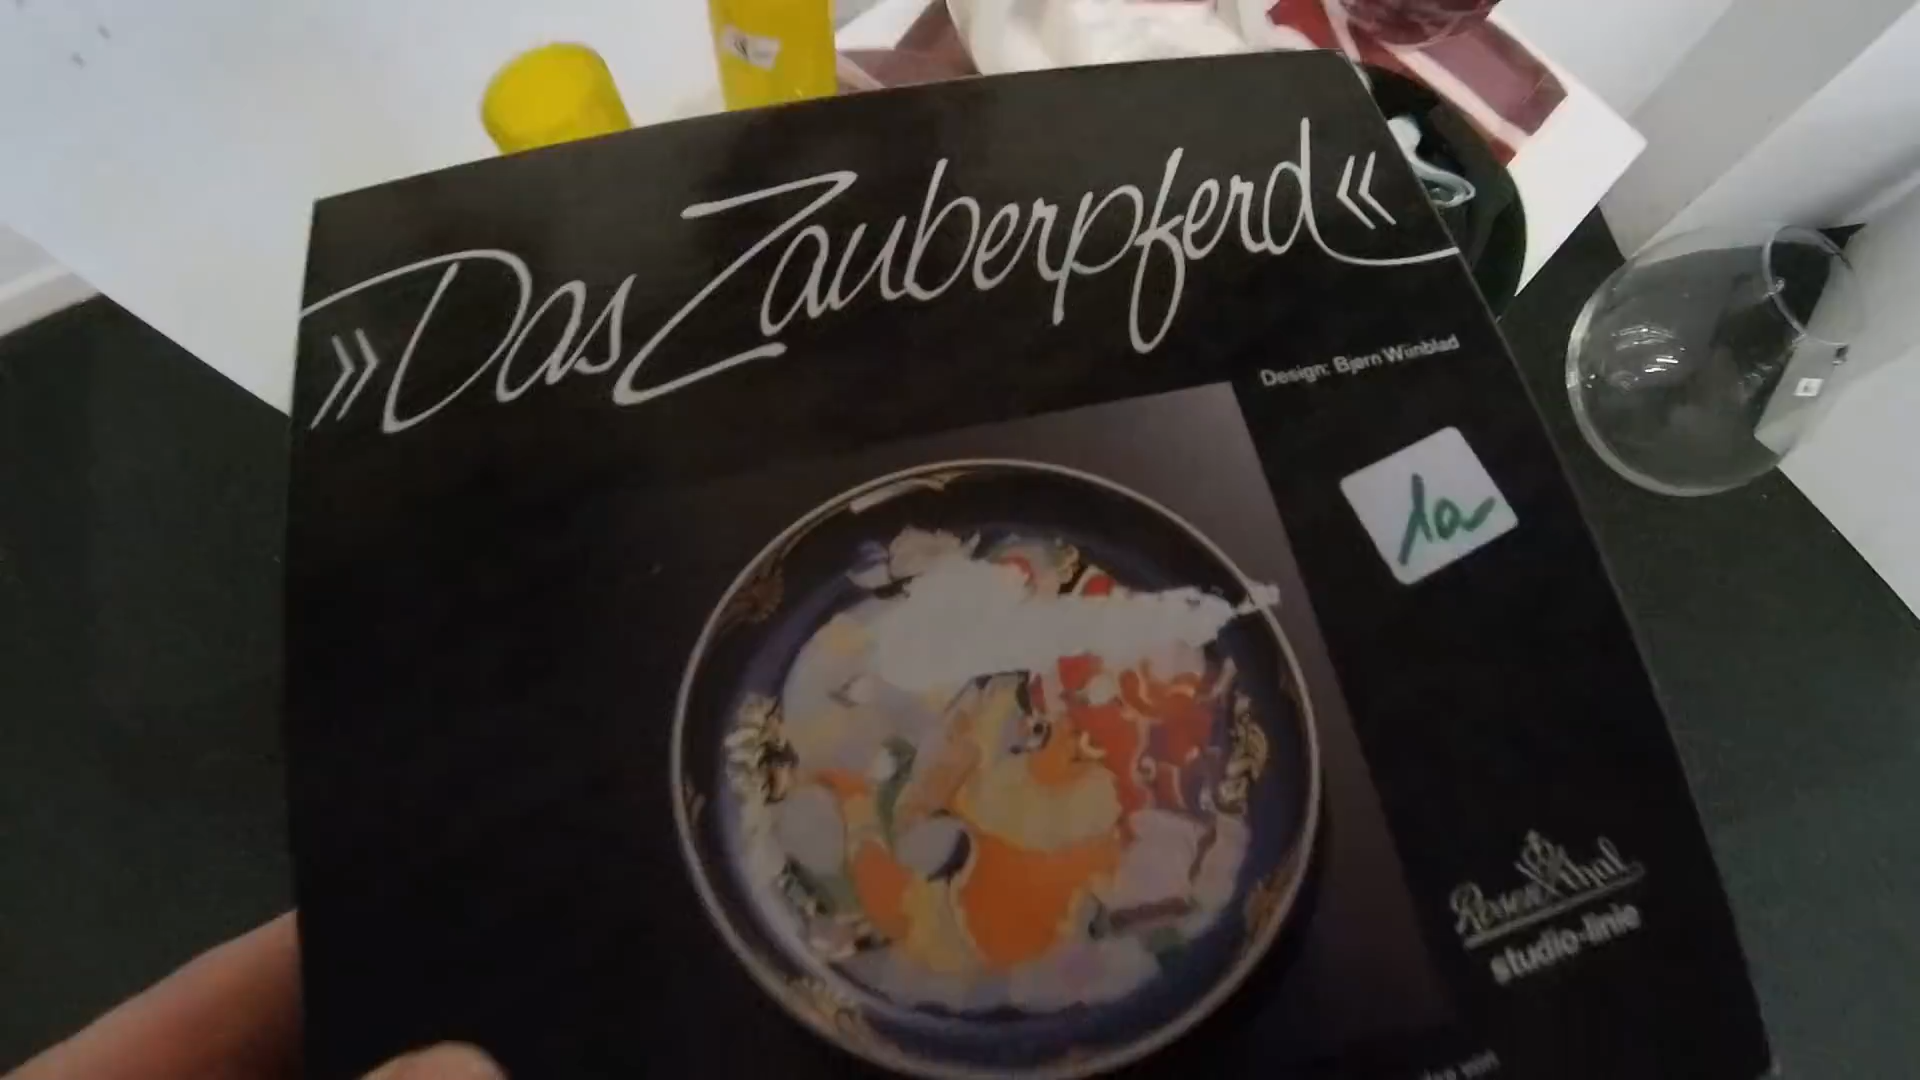 »Das Zauberpferd«
Design: Bjørn Wiinblad
1a
Rosenthal
studio-linie